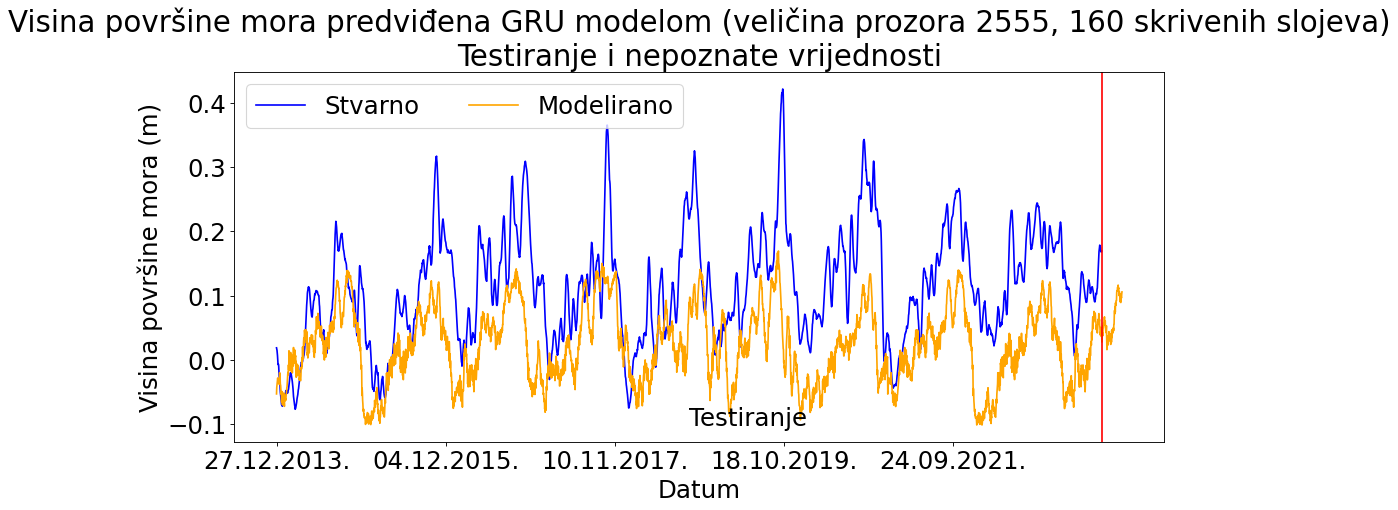 Visina površine mora predviđena GRU modelom (veličina prozora 2555, 160 skrivenih slojeva)
Testiranje i nepoznate vrijednosti
Stvarno Modelirano
Visina površine mora (m)
0.4
0.3
0.2
0.1
0.0
−0.1
Testiranje
27.12.2013. 04.12.2015. 10.11.2017. 18.10.2019. 24.09.2021.
Datum